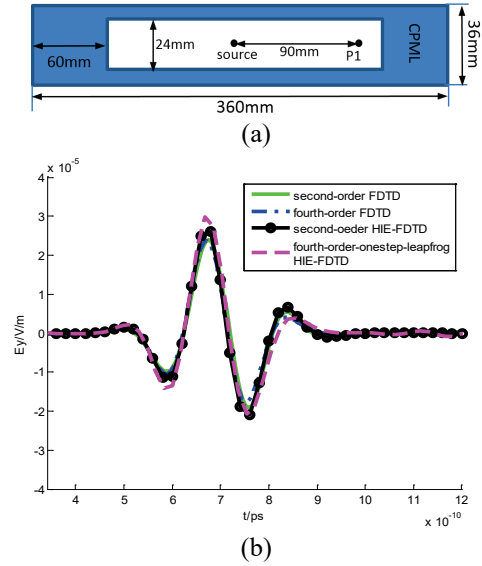 60mm
24mm
source
90mm
P1
CPML
36mm
360mm
(a)
x 10^-5
4
3
2
1
0
-1
-2
-3
-4
Ey/V/m
second-order FDTD
fourth-order FDTD
second-oeder HIE-FDTD
fourth-order-onestep-leapfrog
HIE-FDTD
4 5 6 7 8 9 10 11 12
t/ps
x 10^-10
(b)